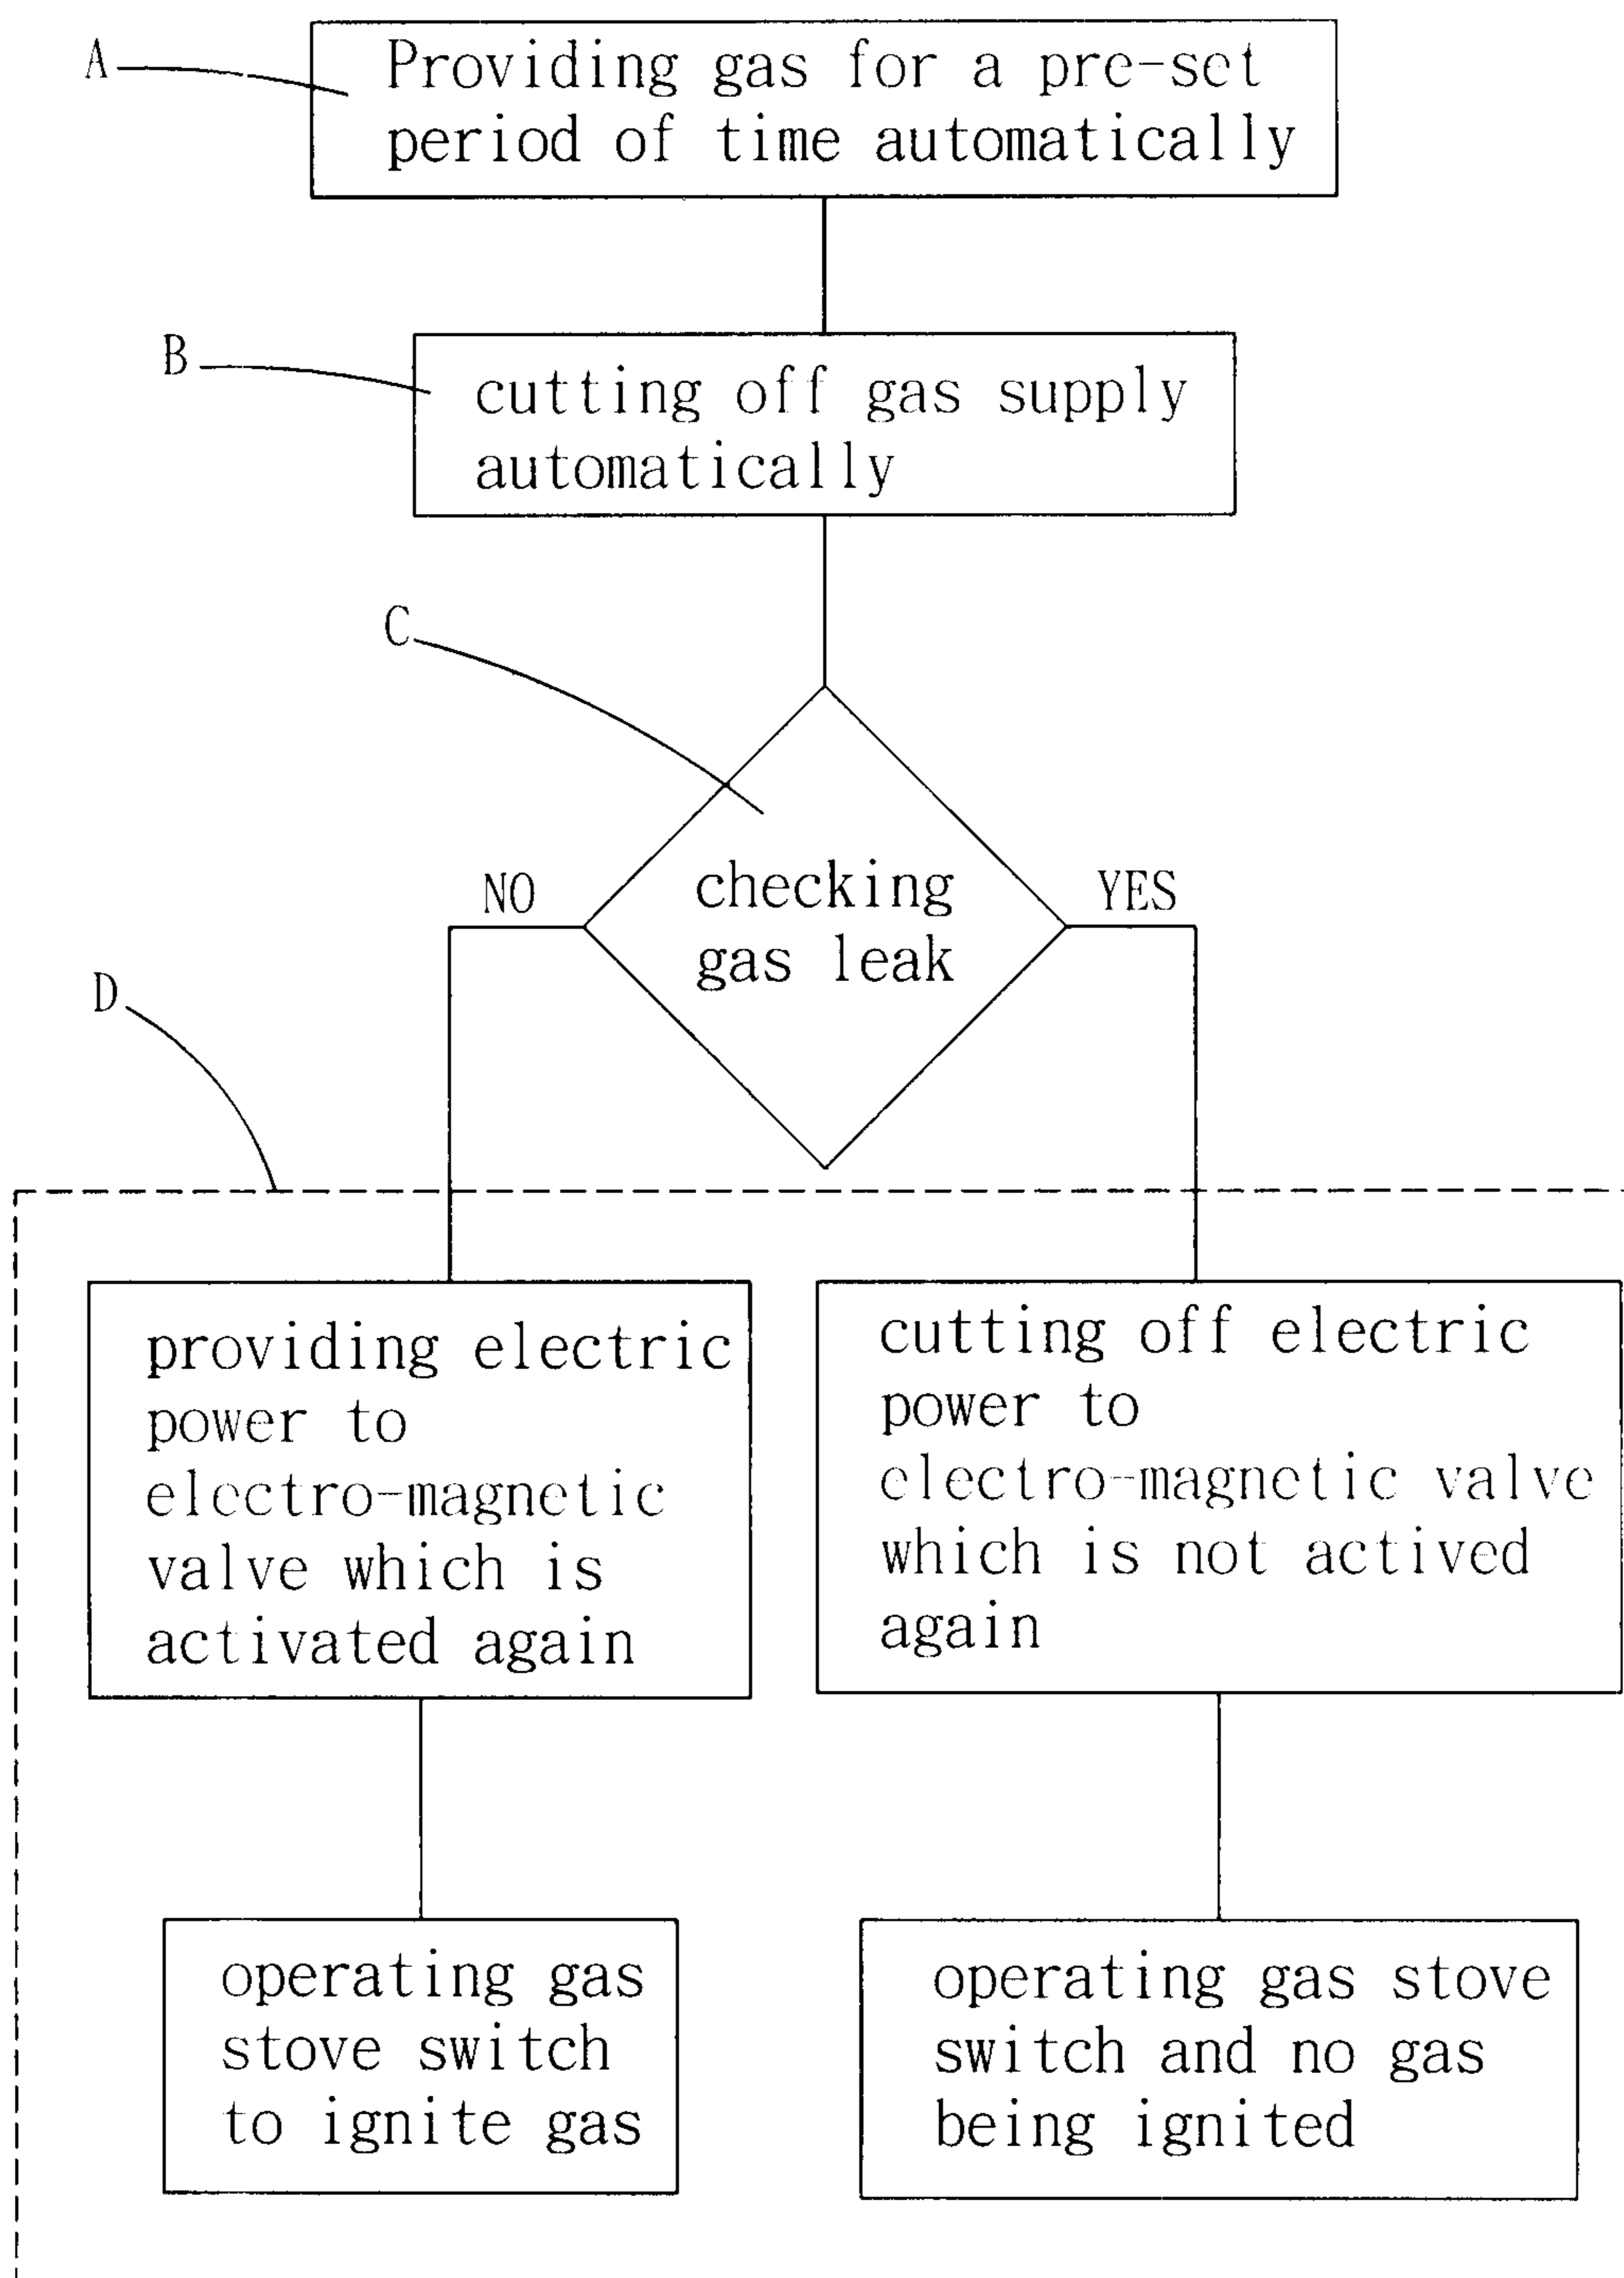 A
Providing gas for a pre-set
period of time automatically
B
cutting off gas supply
automatically
C
checking
gas leak
NO
YES
D
providing electric
power to
electro-magnetic
valve which is
activated again
cutting off electric
power to
electro-magnetic valve
which is not actived
again
operating gas
stove switch
to ignite gas
operating gas stove
switch and no gas
being ignited